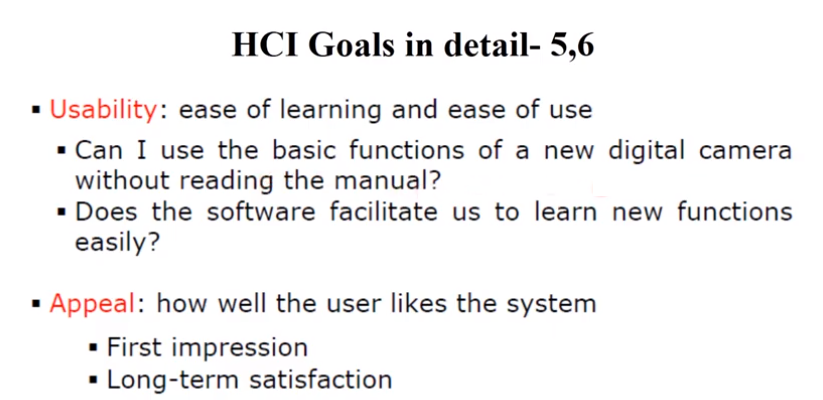 HCI Goals in detail- 5,6
▪ Usability: ease of learning and ease of use
▪ Can I use the basic functions of a new digital camera
without reading the manual?
▪ Does the software facilitate us to learn new functions
easily?
▪ Appeal: how well the user likes the system
▪ First impression
▪ Long-term satisfaction